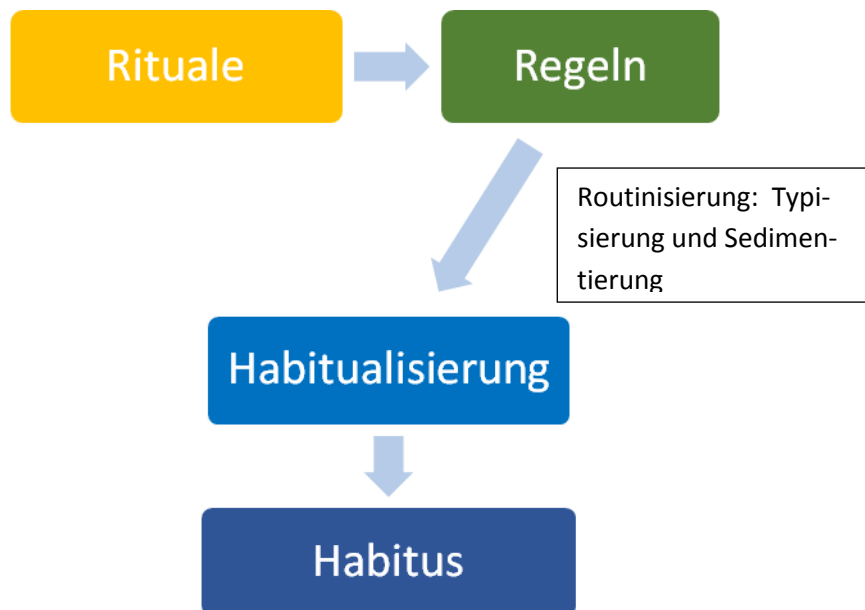 Rituale
Regeln
Routinisierung: Typi-
sierung und Sedimen-
tierung
Habitualisierung
Habitus